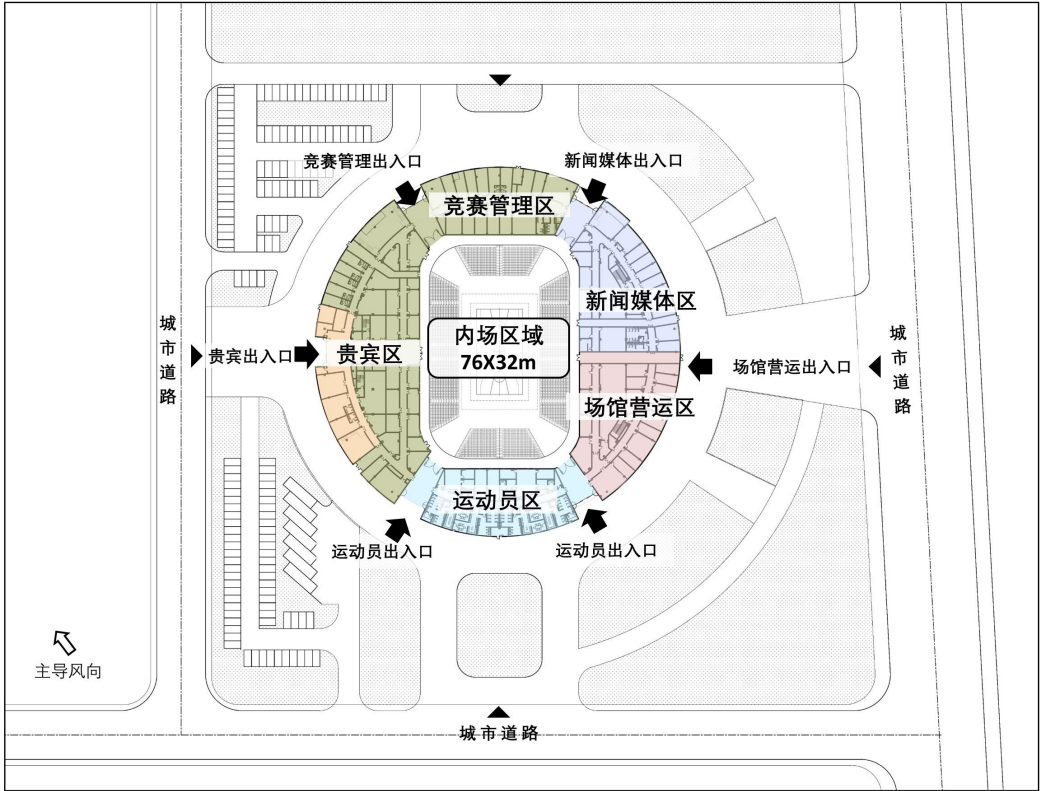 竞赛管理出入口
新闻媒体出入口
竞赛管理区
新闻媒体区
城市道路
贵宾出入口
贵宾区
内场区域
76X32m
场馆营运出入口
城市道路
场馆营运区
运动员区
运动员出入口
运动员出入口
主导风向
城市道路